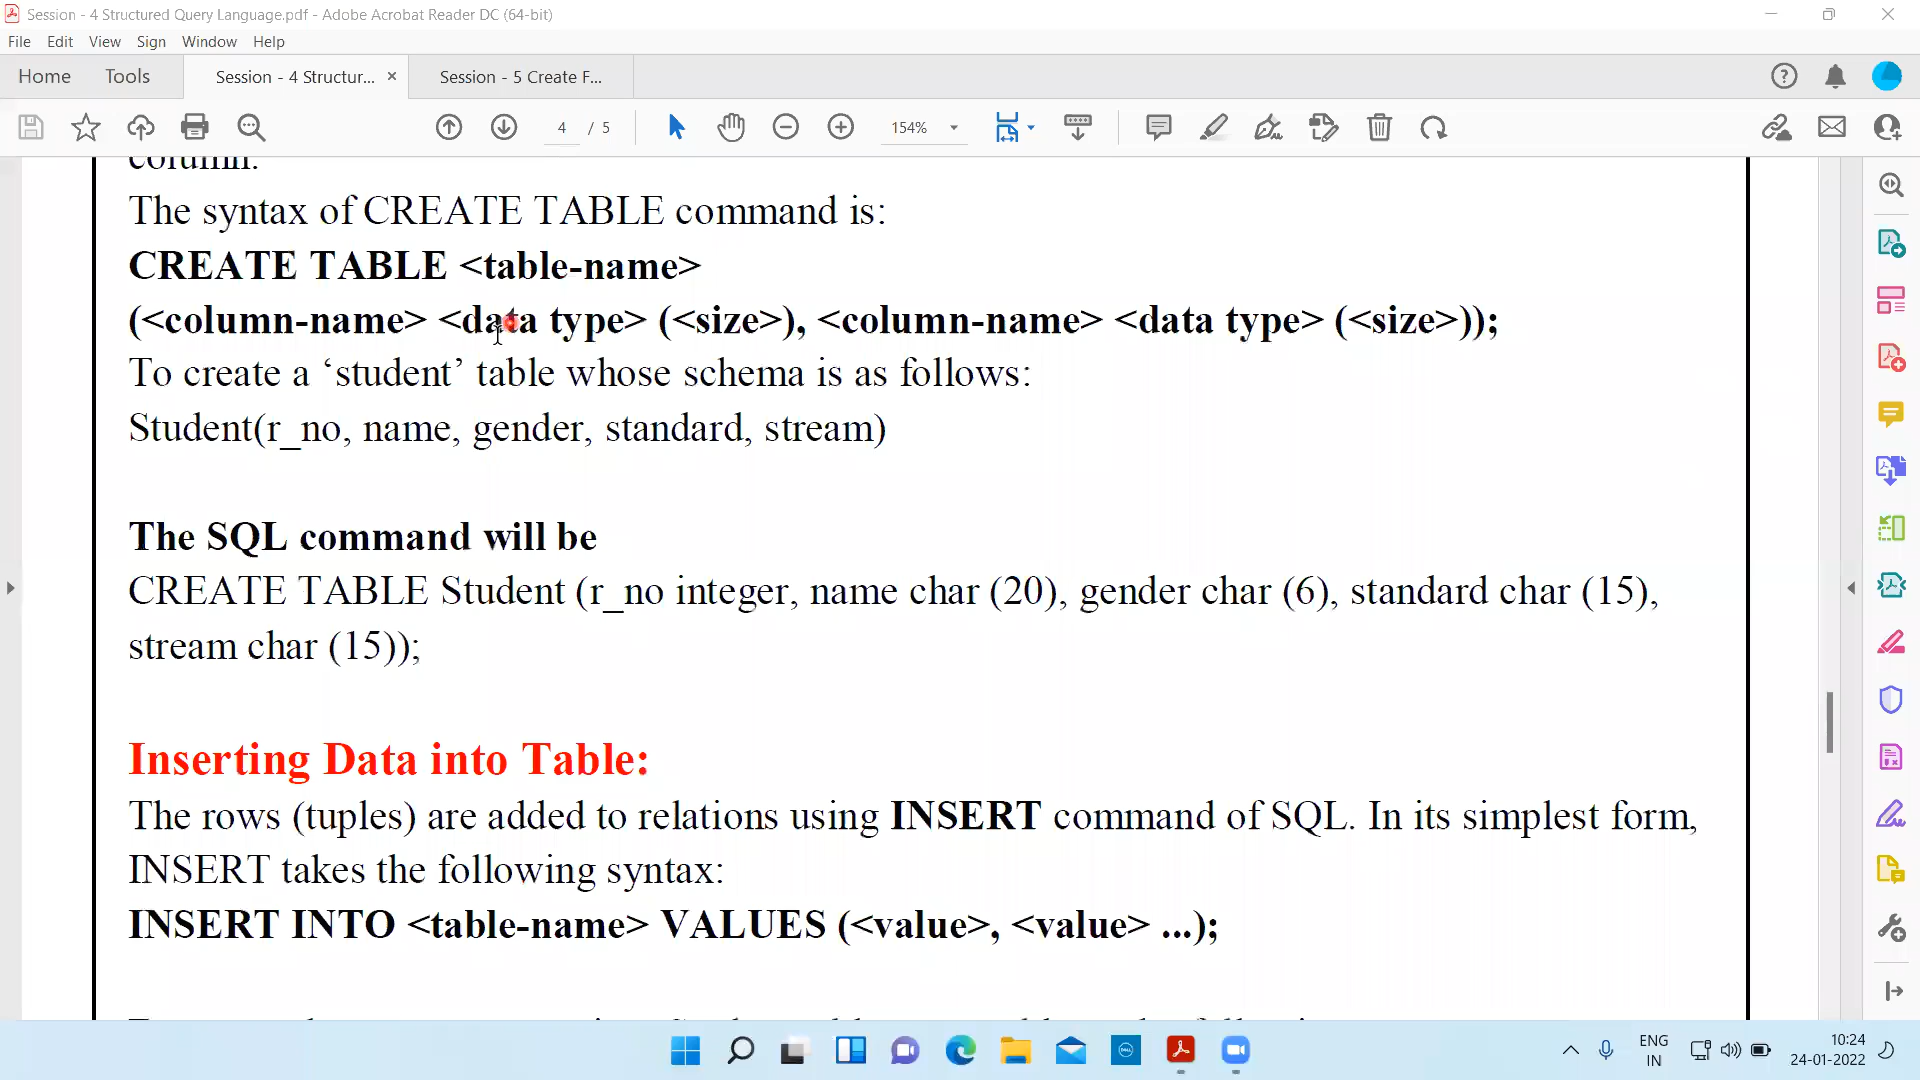 Session - 4 Structured Query Language.pdf - Adobe Acrobat Reader DC (64-bit)
File Edit View Sign Window Help
Home Tools Session - 4 Structur... × Session - 5 Create F...
4 / 5 154%
column.
The syntax of CREATE TABLE command is:
CREATE TABLE <table-name>
(<column-name> <data type> (<size>), <column-name> <data type> (<size>));
To create a ‘student’ table whose schema is as follows:
Student(r_no, name, gender, standard, stream)
The SQL command will be
CREATE TABLE Student (r_no integer, name char (20), gender char (6), standard char (15),
stream char (15));
Inserting Data into Table:
The rows (tuples) are added to relations using INSERT command of SQL. In its simplest form,
INSERT takes the following syntax:
INSERT INTO <table-name> VALUES (<value>, <value> ...);
ENG
IN
10:24
24-01-2022